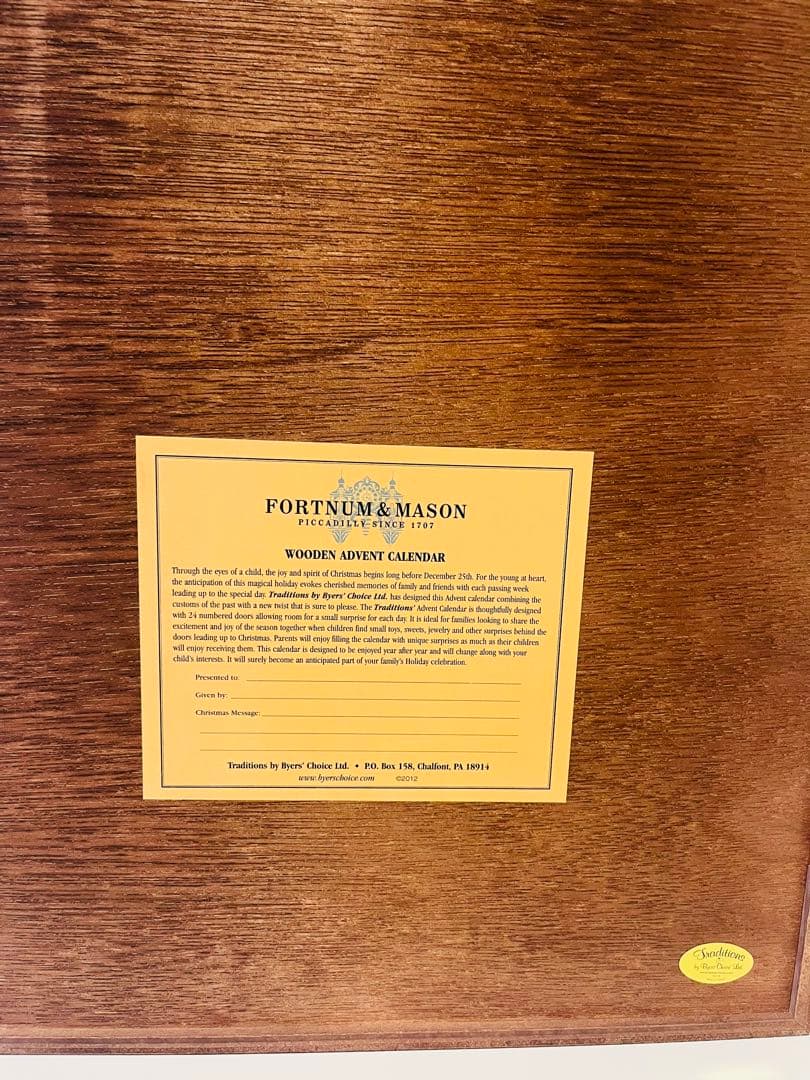 FORTNUM & MASON
PICCADILLY SINCE 1707
WOODEN ADVENT CALENDAR
Through the eyes of a child, the joy and spirit of Christmas begins long before December 25th. For the young at heart,
the anticipation of this magical holiday evokes cherished memories of family and friends with each passing week
leading up to the special day. Traditions by Byers' Choice Ltd. has designed this Advent calendar combining the
customs of the past with a new twist that is sure to please. The Traditions' Advent Calendar is thoughtfully designed
with 24 numbered doors allowing room for a small surprise for each day. It is ideal for families looking to share the
excitement and joy of the season together when children find small toys, sweets, jewelry and other surprises behind the
doors leading up to Christmas. Parents will enjoy filling the calendar with unique surprises as much as their children
will enjoy receiving them. This calendar is designed to be enjoyed year after year and will change along with your
child's interests. It will surely become an anticipated part of your family's Holiday celebration.
Presented to:
Given by:
Christmas Message:
Traditions by Byers' Choice Ltd. • P.O. Box 158, Chalfont, PA 18914
www.byerschoice.com ©2012
Traditions
by Byers' Choice Ltd.